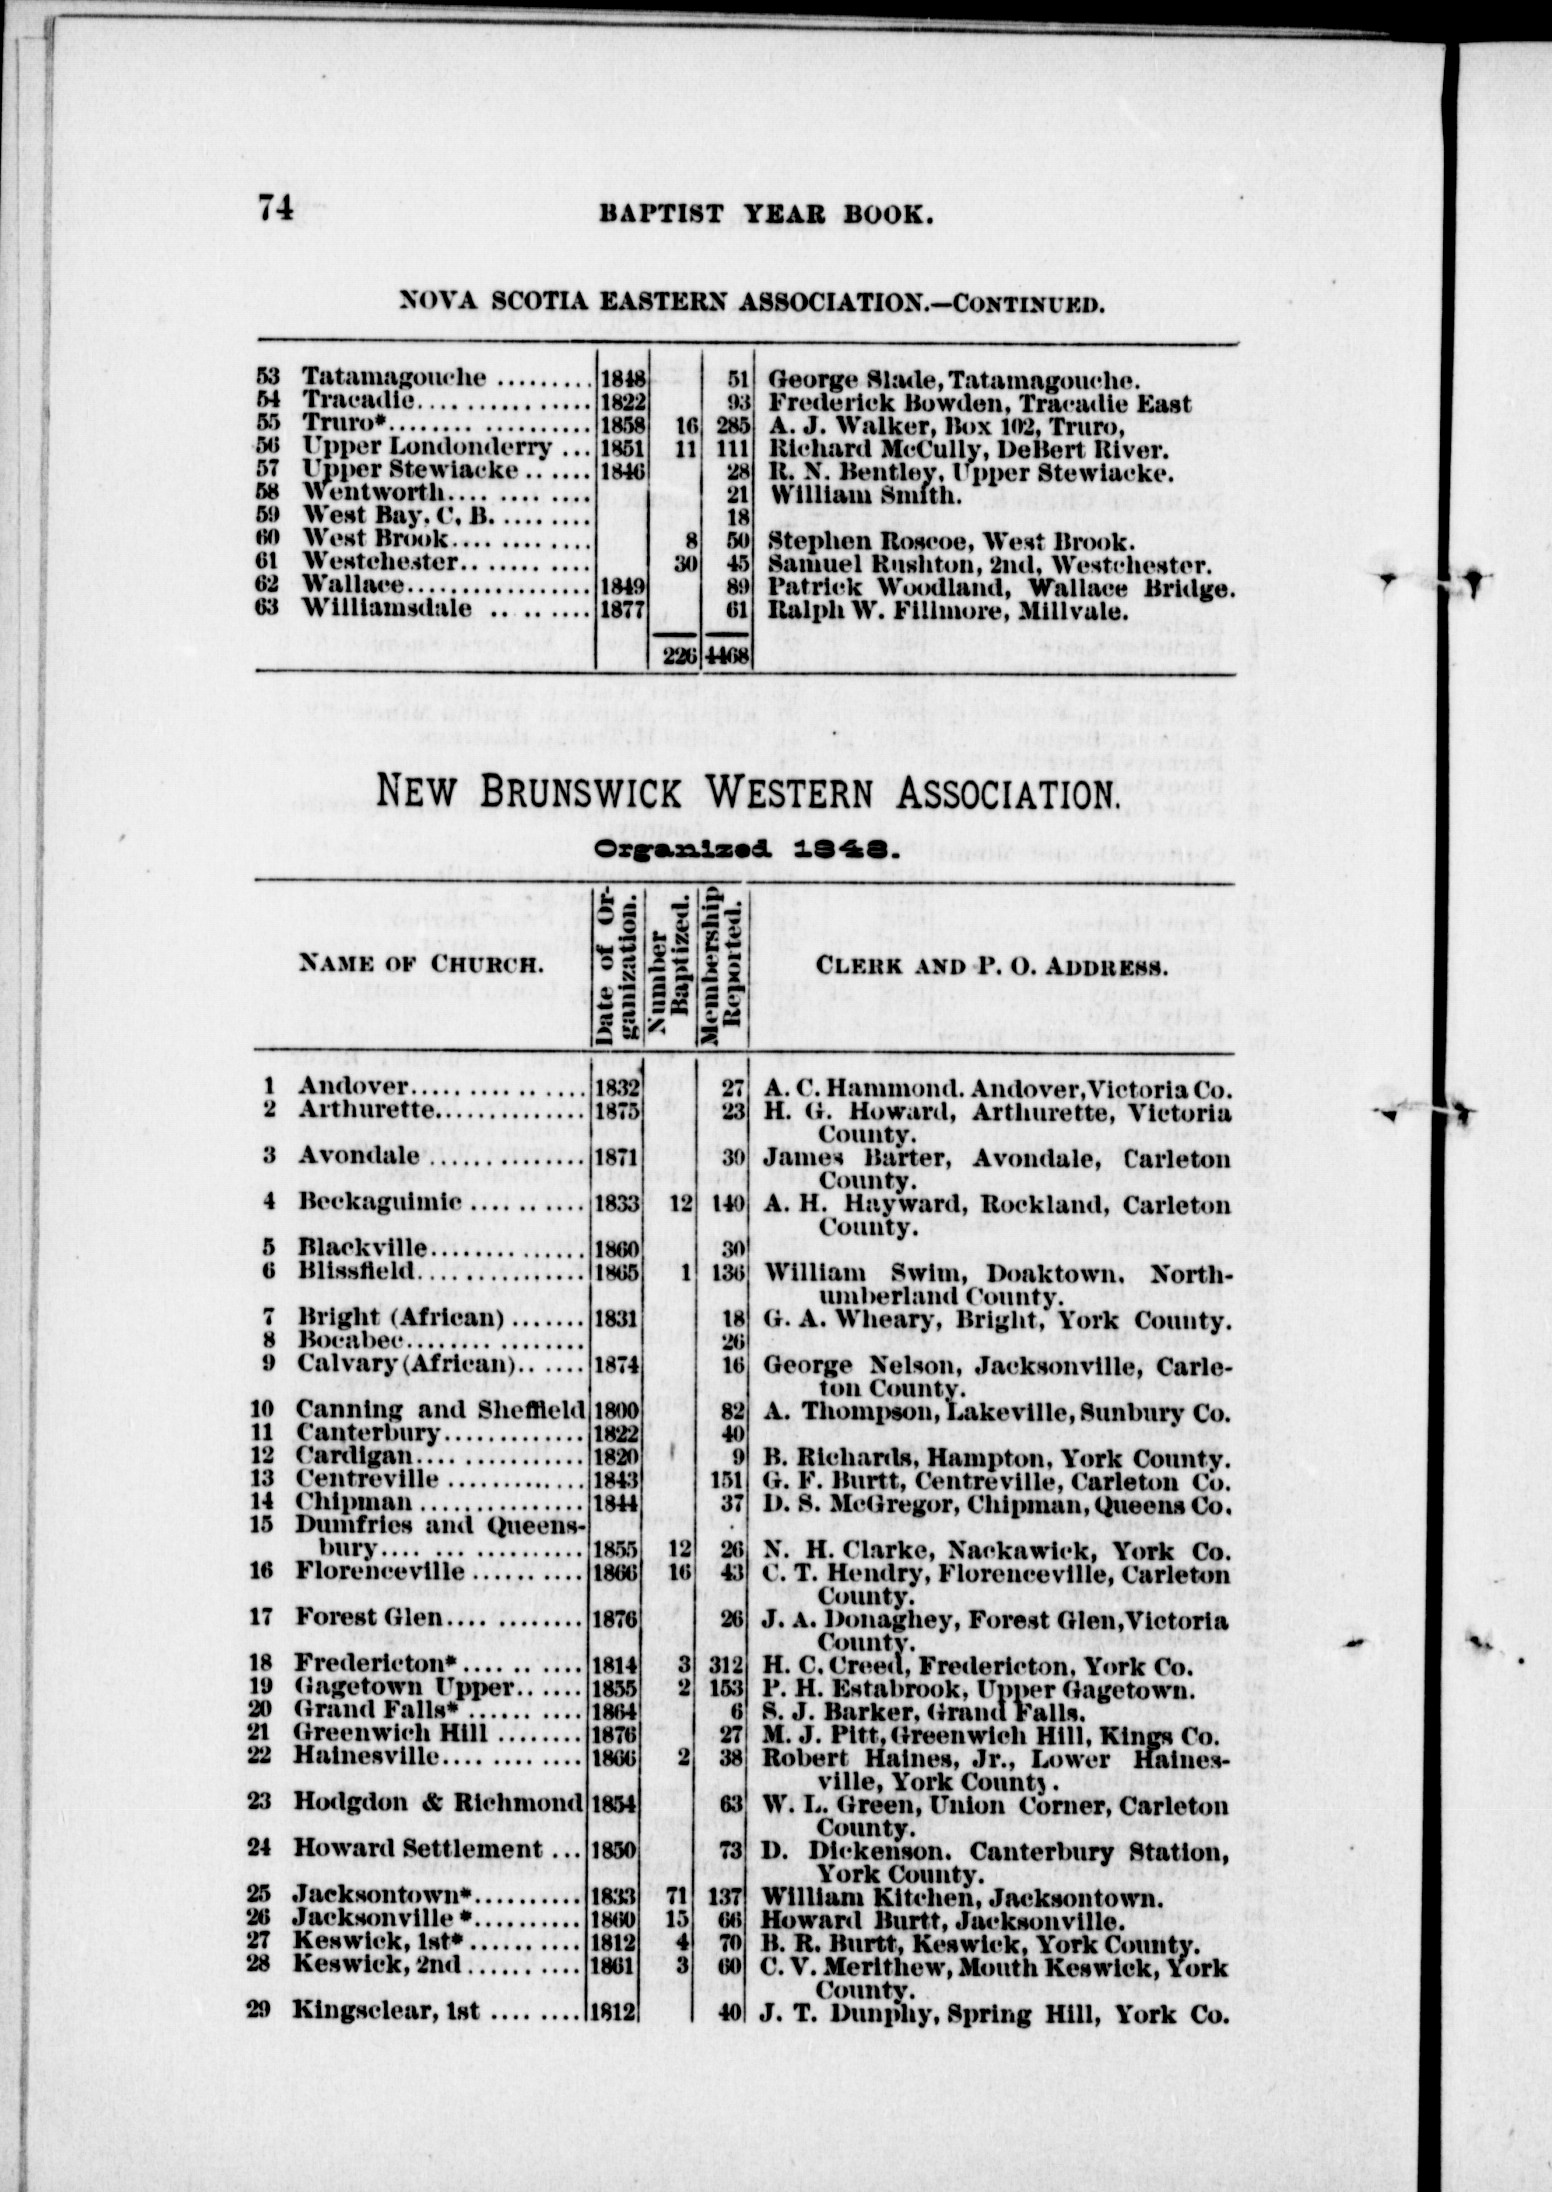 74 BAPTIST YEAR BOOK.
NOVA SCOTIA EASTERN ASSOCIATION.—CONTINUED.
53 Tatamagouche ......... 1848 51 George Slade, Tatamagouche.
54 Tracadie................ 1822 93 Frederick Bowden, Tracadie East
55 Truro*.................. 1858 16 285 A. J. Walker, Box 102, Truro,
56 Upper Londonderry ... 1851 11 111 Richard McCully, DeBert River.
57 Upper Stewiacke ...... 1846 28 R. N. Bentley, Upper Stewiacke.
58 Wentworth............. 21 William Smith.
59 West Bay, C. B.......... 18
60 West Brook............. 8 50 Stephen Roscoe, West Brook.
61 Westchester............ 30 45 Samuel Rushton, 2nd, Westchester.
62 Wallace................. 1849 89 Patrick Woodland, Wallace Bridge.
63 Williamsdale ......... 1877 61 Ralph W. Fillmore, Millvale.
226 4468
NEW BRUNSWICK WESTERN ASSOCIATION.
Organized 1848.
NAME OF CHURCH. Date of Or-ganization. Number Baptized. Membership Reported. CLERK AND P. O. ADDRESS.
1 Andover................ 1832 27 A. C. Hammond. Andover, Victoria Co.
2 Arthurette.............. 1875 23 H. G. Howard, Arthurette, Victoria
County.
3 Avondale .............. 1871 30 James Barter, Avondale, Carleton
County.
4 Beckaguimic .......... 1833 12 140 A. H. Hayward, Rockland, Carleton
County.
5 Blackville.............. 1860 30
6 Blissfield................ 1865 1 136 William Swim, Doaktown. North-
umberland County.
7 Bright (African) ....... 1831 18 G. A. Wheary, Bright, York County.
8 Bocabec................. 26
9 Calvary (African)...... 1874 16 George Nelson, Jacksonville, Carle-
ton County.
10 Canning and Sheffield 1800 82 A. Thompson, Lakeville, Sunbury Co.
11 Canterbury............. 1822 40
12 Cardigan................ 1820 9 B. Richards, Hampton, York County.
13 Centreville ............ 1843 151 G. F. Burtt, Centreville, Carleton Co.
14 Chipman ............... 1844 37 D. S. McGregor, Chipman, Queens Co.
15 Dumfries and Queens-
bury.................. 1855 12 26 N. H. Clarke, Nackawick, York Co.
16 Florenceville .......... 1866 16 43 C. T. Hendry, Florenceville, Carleton
County.
17 Forest Glen............. 1876 26 J. A. Donaghey, Forest Glen, Victoria
County.
18 Fredericton*........... 1814 3 312 H. C. Creed, Fredericton, York Co.
19 Gagetown Upper...... 1855 2 153 P. H. Estabrook, Upper Gagetown.
20 Grand Falls* .......... 1864 6 S. J. Barker, Grand Falls.
21 Greenwich Hill ........ 1876 27 M. J. Pitt, Greenwich Hill, Kings Co.
22 Hainesville............. 1866 2 38 Robert Haines, Jr., Lower Haines-
ville, York County.
23 Hodgdon & Richmond 1854 63 W. L. Green, Union Corner, Carleton
County.
24 Howard Settlement ... 1850 73 D. Dickenson. Canterbury Station,
York County.
25 Jacksontown*.......... 1833 71 137 William Kitchen, Jacksontown.
26 Jacksonville *.......... 1860 15 66 Howard Burtt, Jacksonville.
27 Keswick, 1st*.......... 1812 4 70 B. R. Burtt, Keswick, York County.
28 Keswick, 2nd .......... 1861 3 60 C. V. Merithew, Mouth Keswick, York
County.
29 Kingsclear, 1st ........ 1812 40 J. T. Dunphy, Spring Hill, York Co.